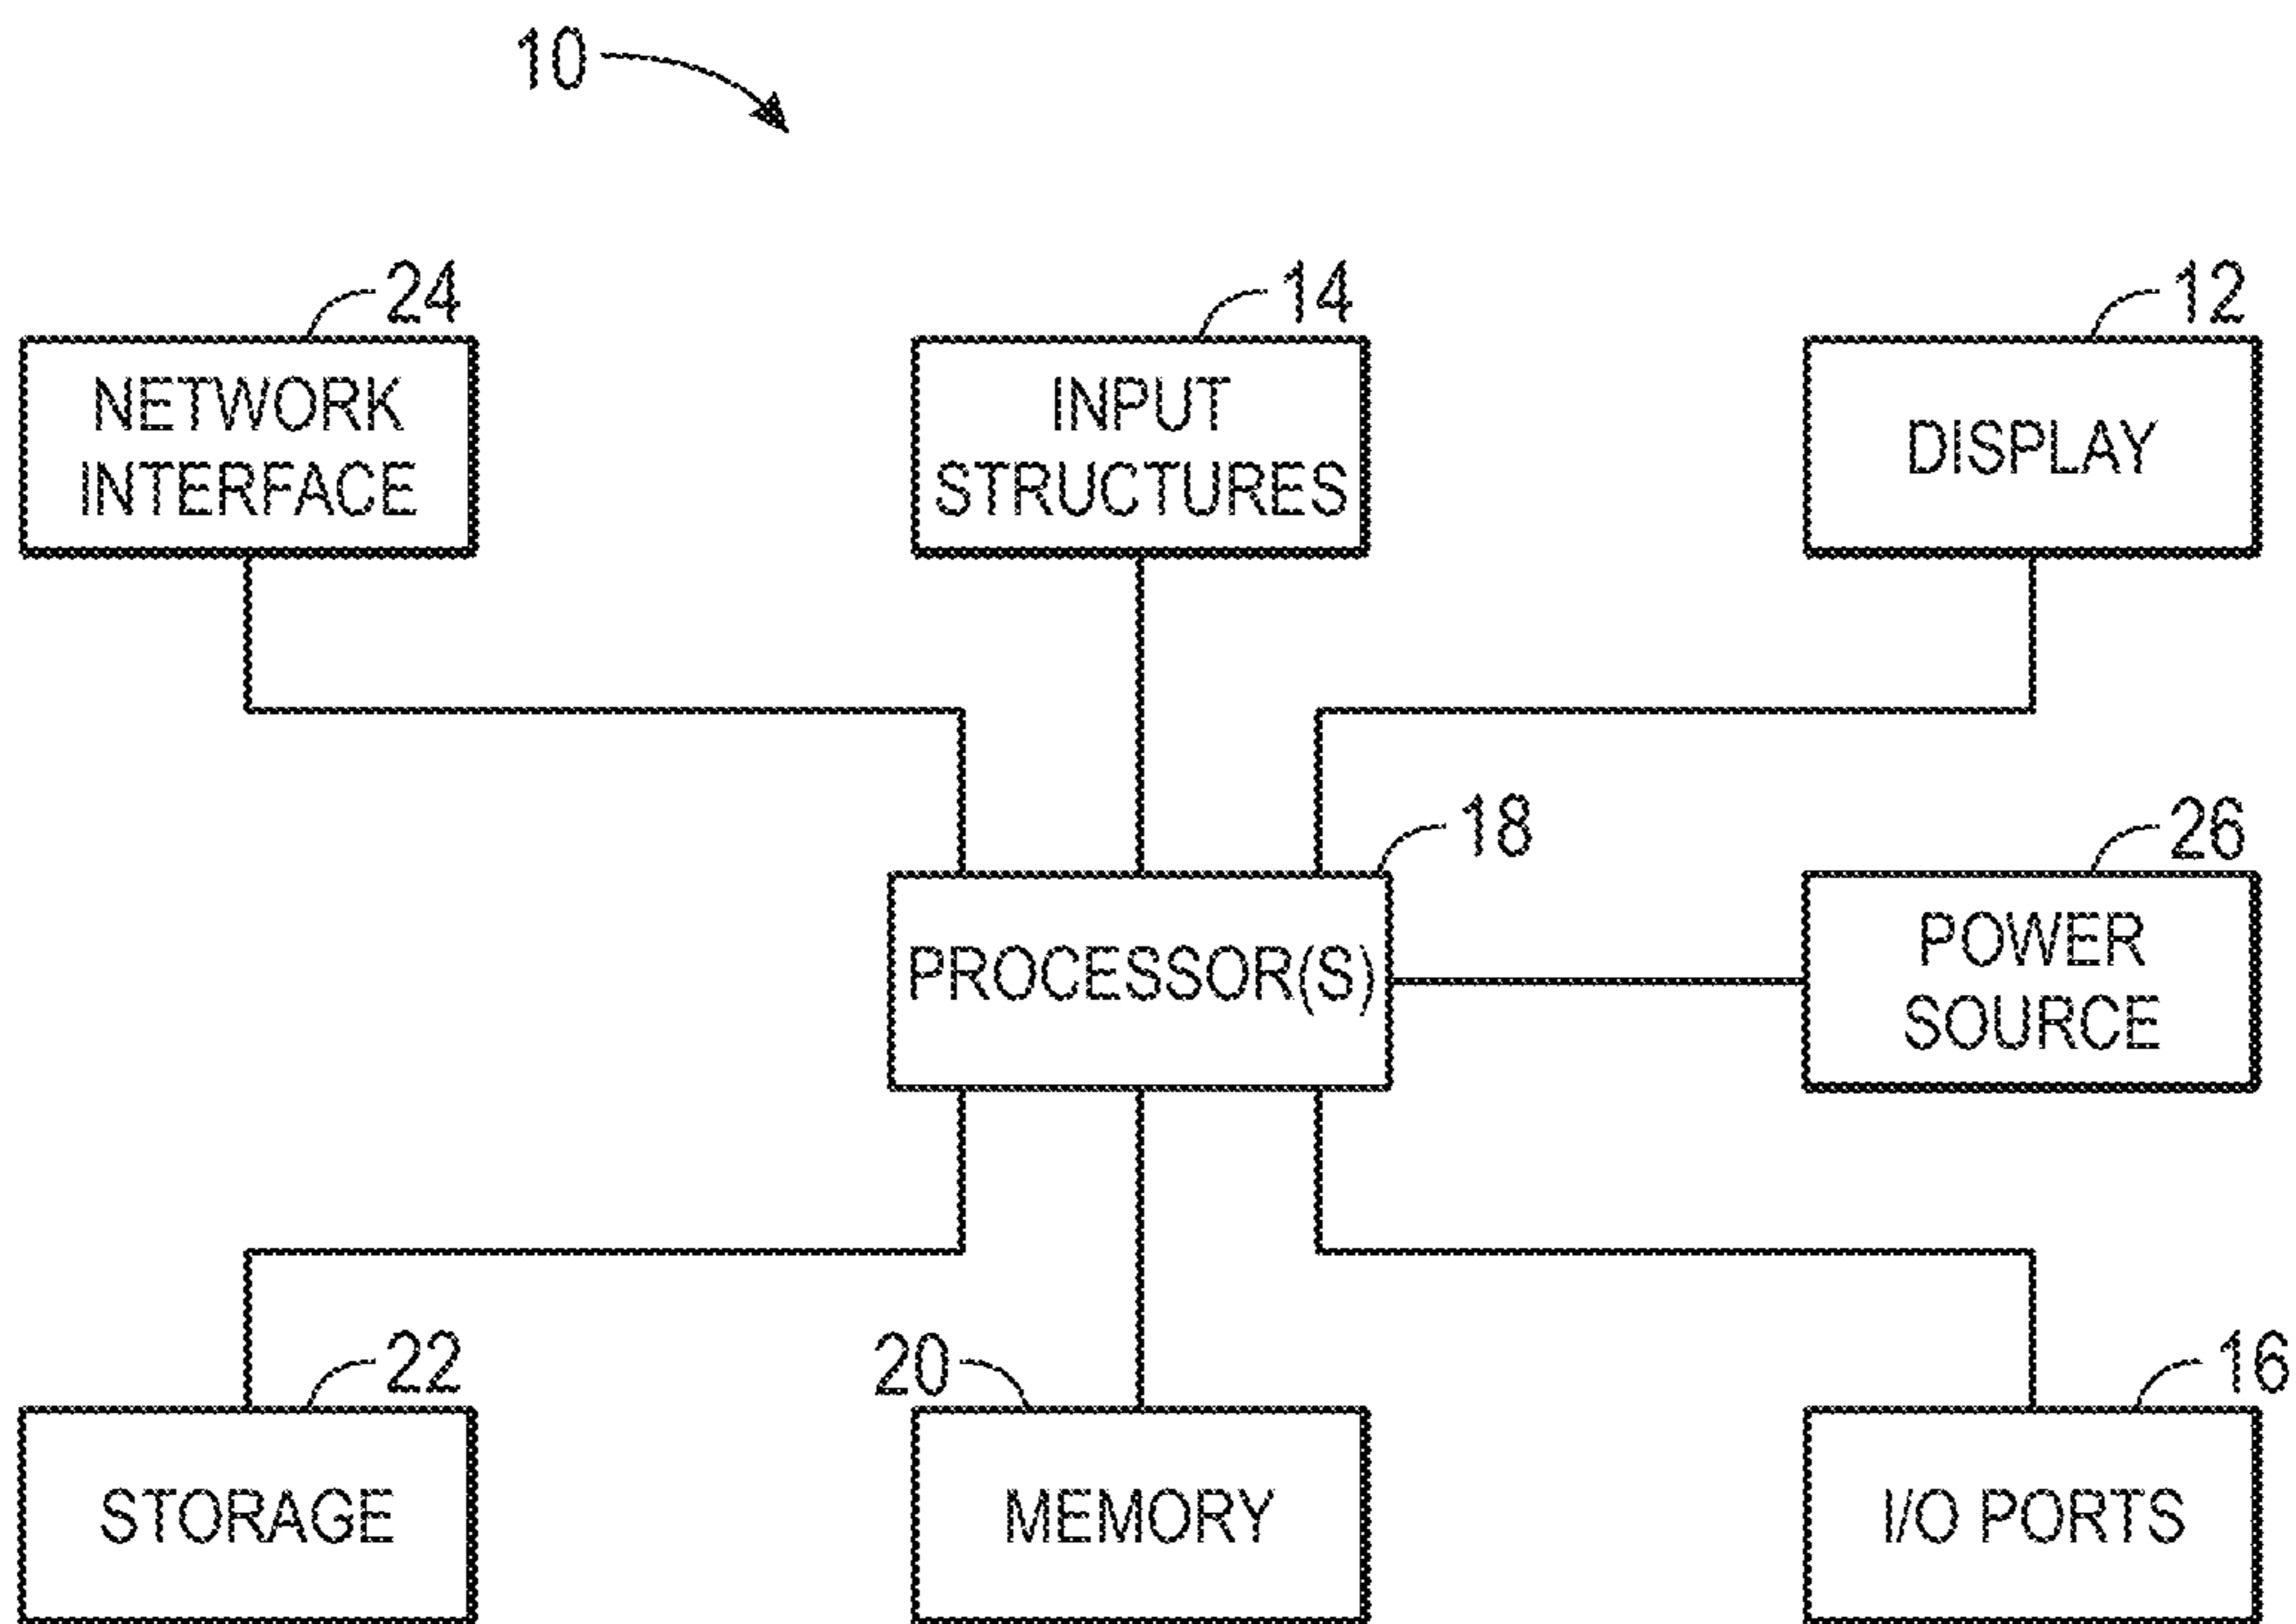 10
24
14
12
NETWORK
INTERFACE
INPUT
STRUCTURES
DISPLAY
18
26
PROCESSOR(S)
POWER
SOURCE
22
20
16
STORAGE
MEMORY
I/O PORTS